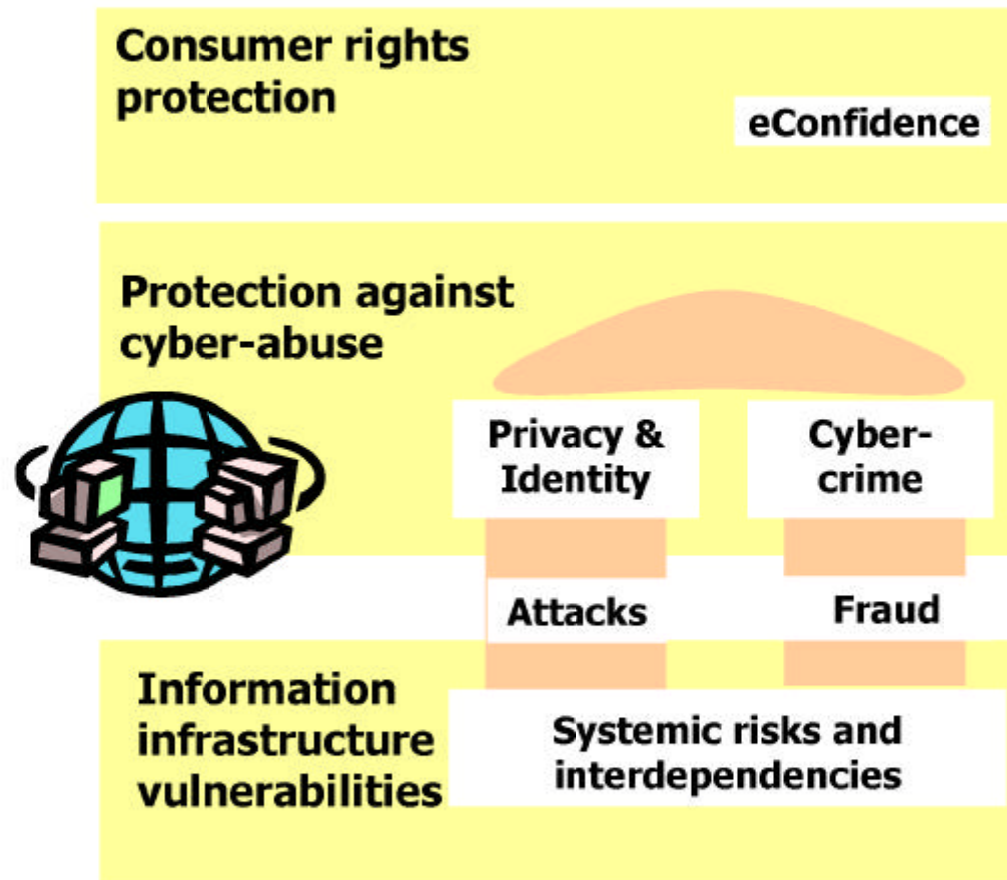 Consumer rights
protection
eConfidence
Protection against
cyber-abuse
Privacy &
Identity
Cyber-
crime
Attacks
Fraud
Information
infrastructure
vulnerabilities
Systemic risks and
interdependencies